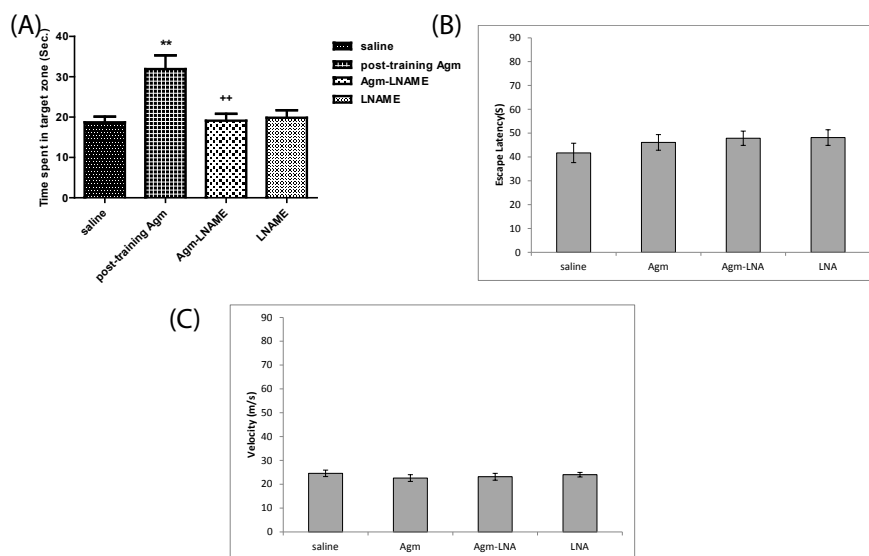 (A)
Time spent in target zone (Sec.)
40
30
20
10
0
**
++
saline
post-training Agm
Agm-LNAME
LNAME
saline
post-training Agm
Agm-LNAME
LNAME
(B)
Escape Latency(S)
90
80
70
60
50
40
30
20
10
0
saline Agm Agm-LNA LNA
(C)
Velocity (m/s)
90
80
70
60
50
40
30
20
10
0
saline Agm Agm-LNA LNA